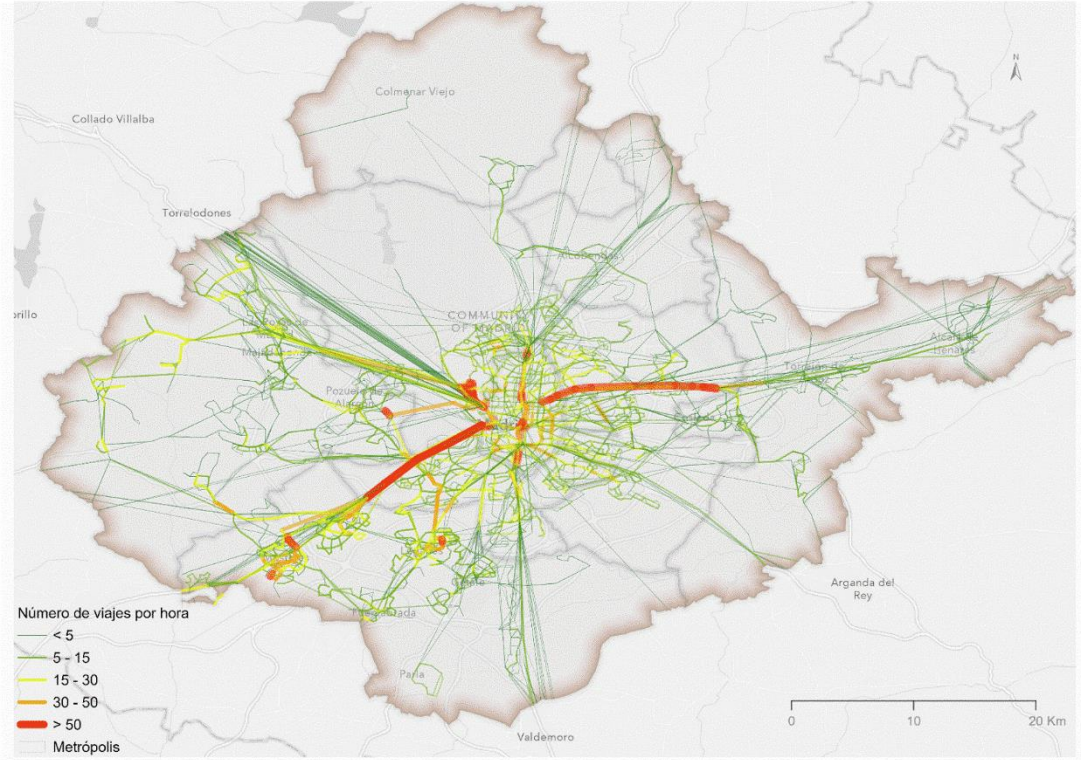 N
Colmenar Viejo
Collado Villalba
Torrelodones
COMMUNITY
OF MADRID
Pozuelo de
Alarcón
Alcalá de
Henares
Arganda del
Rey
Parla
Valdemoro
Número de viajes por hora
< 5
5 - 15
15 - 30
30 - 50
> 50
Metrópolis
0 10 20 Km